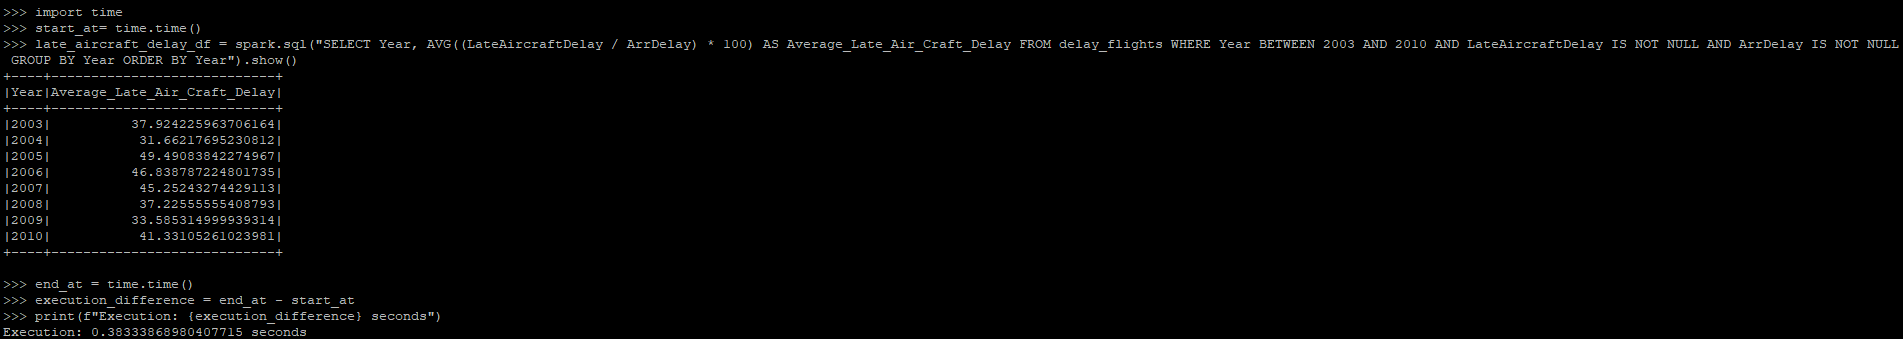 >>> import time
>>> start_at= time.time()
>>> late_aircraft_delay_df = spark.sql("SELECT Year, AVG((LateAircraftDelay / ArrDelay) * 100) AS Average_Late_Air_Craft_Delay FROM delay_flights WHERE Year BETWEEN 2003 AND 2010 AND LateAircraftDelay IS NOT NULL AND ArrDelay IS NOT NULL
 GROUP BY Year ORDER BY Year").show()
+----+----------------------------+
|Year|Average_Late_Air_Craft_Delay|
+----+----------------------------+
|2003|          37.924225963706164|
|2004|           31.66217695230812|
|2005|           49.49083842274967|
|2006|          46.838787224801735|
|2007|           45.25243274429113|
|2008|           37.22555555408793|
|2009|          33.585314999939314|
|2010|           41.33105261023981|
+----+----------------------------+
>>> end_at = time.time()
>>> execution_difference = end_at - start_at
>>> print(f"Execution: {execution_difference} seconds")
Execution: 0.38333868980407715 seconds